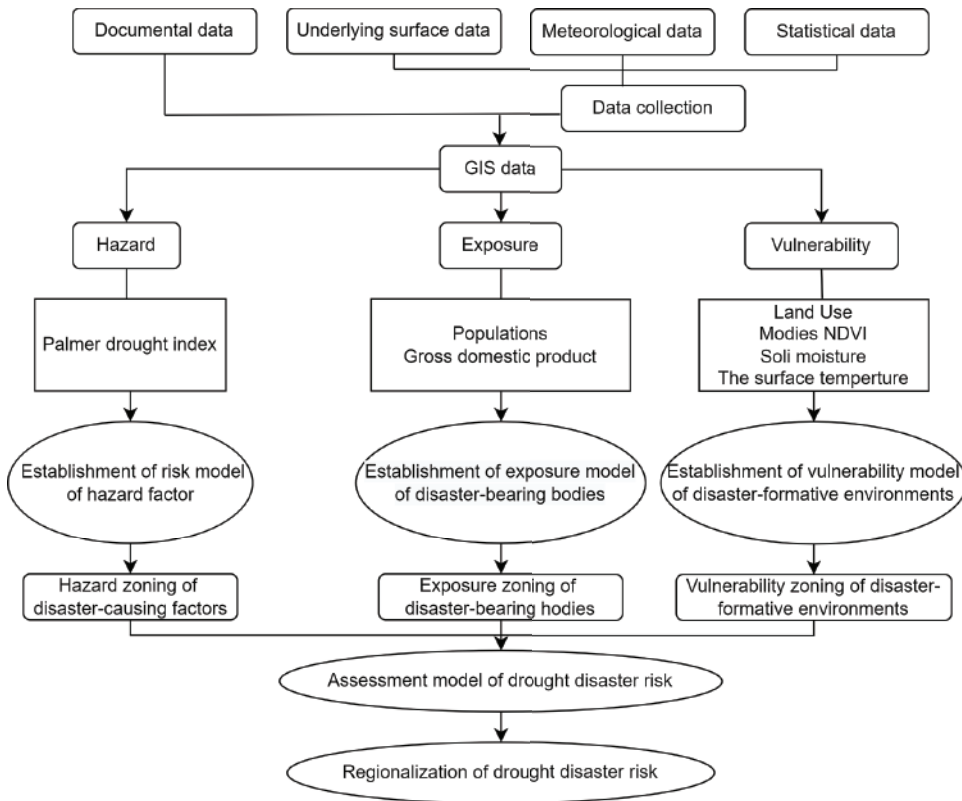 Documental data
Underlying surface data
Meteorological data
Statistical data
Data collection
GIS data
Hazard
Exposure
Vulnerability
Palmer drought index
Populations
Gross domestic product
Land Use
Modies NDVI
Soli moisture
The surface temperture
Establishment of risk model
of hazard factor
Establishment of exposure model
of disaster-bearing bodies
Establishment of vulnerability model
of disaster-formative environments
Hazard zoning of
disaster-causing factors
Exposure zoning of
disaster-bearing hodies
Vulnerability zoning of disaster-
formative environments
Assessment model of drought disaster risk
Regionalization of drought disaster risk